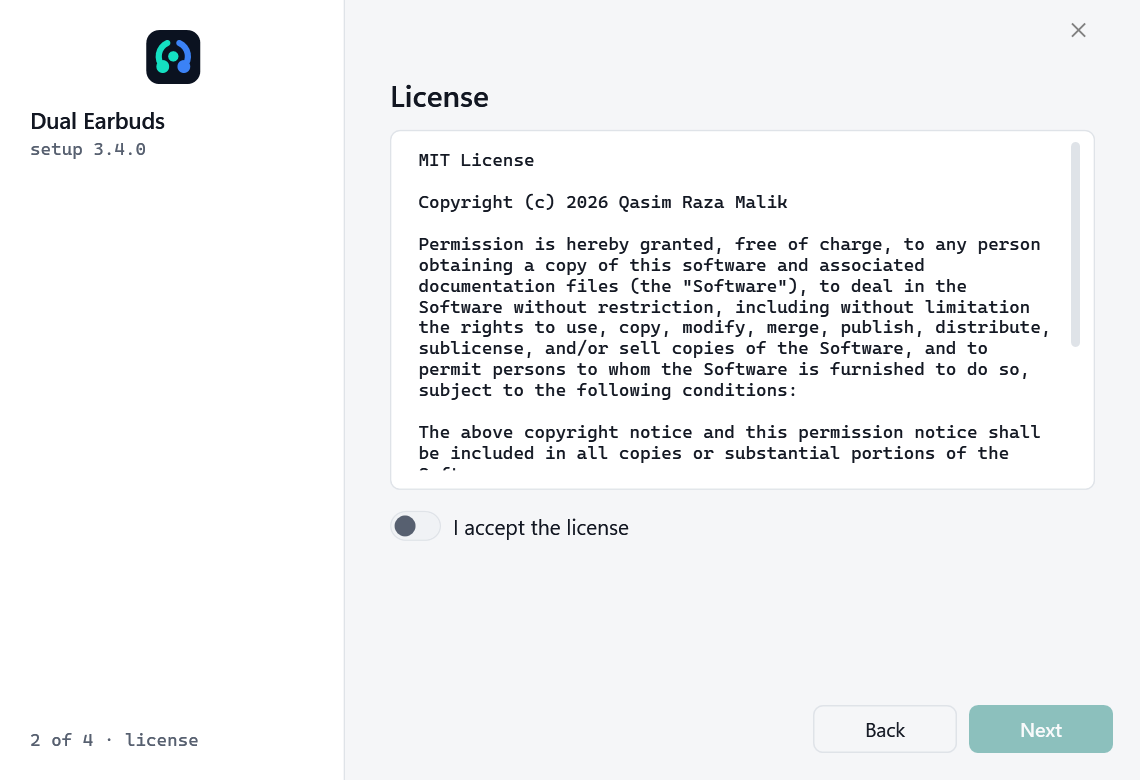 Dual Earbuds
setup 3.4.0
License
MIT License
Copyright (c) 2026 Qasim Raza Malik
Permission is hereby granted, free of charge, to any person
obtaining a copy of this software and associated
documentation files (the "Software"), to deal in the
Software without restriction, including without limitation
the rights to use, copy, modify, merge, publish, distribute,
sublicense, and/or sell copies of the Software, and to
permit persons to whom the Software is furnished to do so,
subject to the following conditions:
The above copyright notice and this permission notice shall
be included in all copies or substantial portions of the
I accept the license
2 of 4 · license
Back
Next